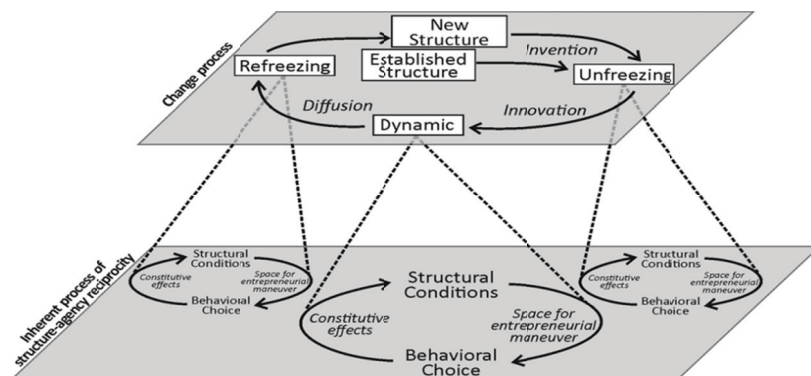 Change process
New
Structure
Established
Structure
Invention
Refreezing
Unfreezing
Diffusion
Innovation
Dynamic
Inherent process of
structure-agency reciprocity
Structural
Conditions
Constitutive
effects
Space for
entrepreneurial
maneuver
Behavioral
Choice
Structural
Conditions
Constitutive
effects
Space for
entrepreneurial
maneuver
Behavioral
Choice
Structural
Conditions
Constitutive
effects
Space for
entrepreneurial
maneuver
Behavioral
Choice